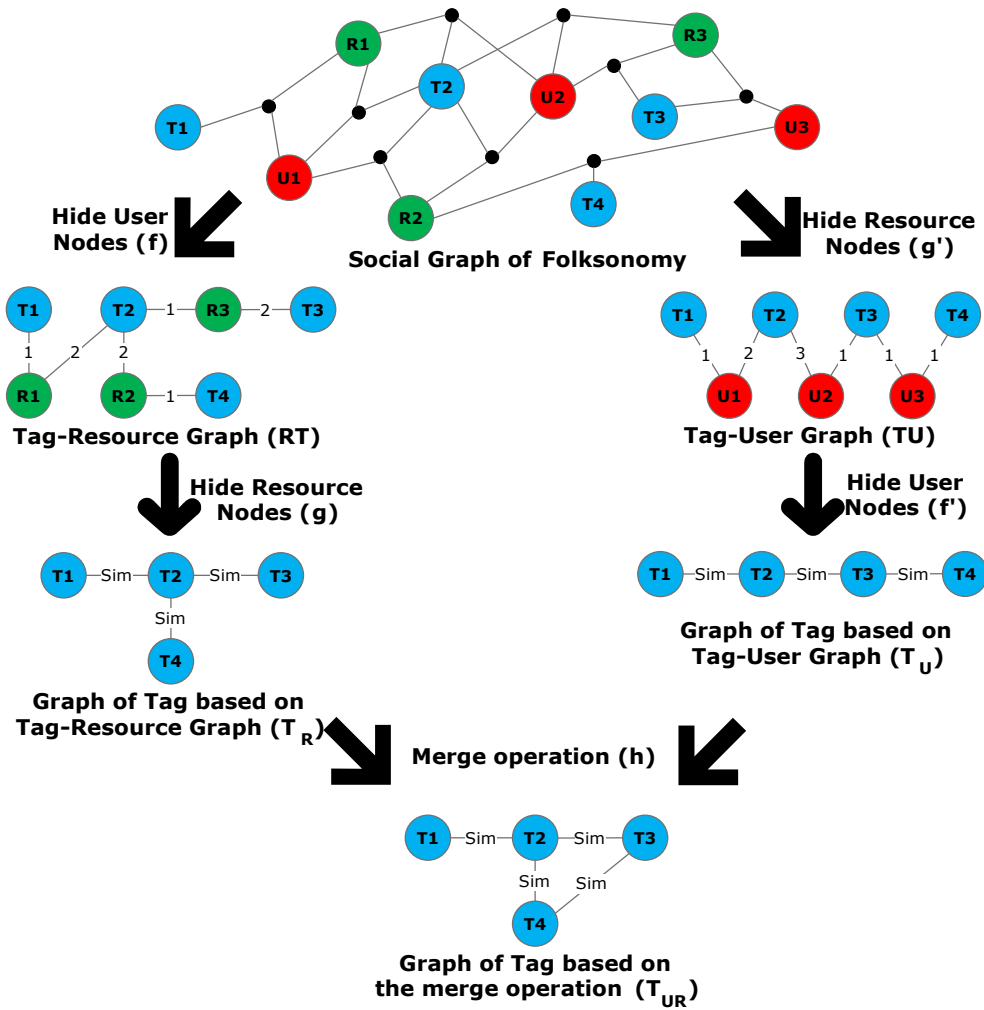 R1
R3
T2
U2
T3
T1
U3
U1
T4
R2
Hide User
Nodes (f)
Hide Resource
Nodes (g')
Social Graph of Folksonomy
T1 T2 1 R3 2 T3
1 2 2
R1 R2 1 T4
Tag-Resource Graph (RT)
T1 T2 T3 T4
1 2 3 1 1 1
U1 U2 U3
Tag-User Graph (TU)
Hide Resource
Nodes (g)
Hide User
Nodes (f')
T1 Sim T2 Sim T3
Sim
T4
Graph of Tag based on
Tag-Resource Graph (T R)
T1 Sim T2 Sim T3 Sim T4
Graph of Tag based on
Tag-User Graph (T U)
Merge operation (h)
T1 Sim T2 Sim T3
Sim Sim
T4
Graph of Tag based on
the merge operation (T UR)